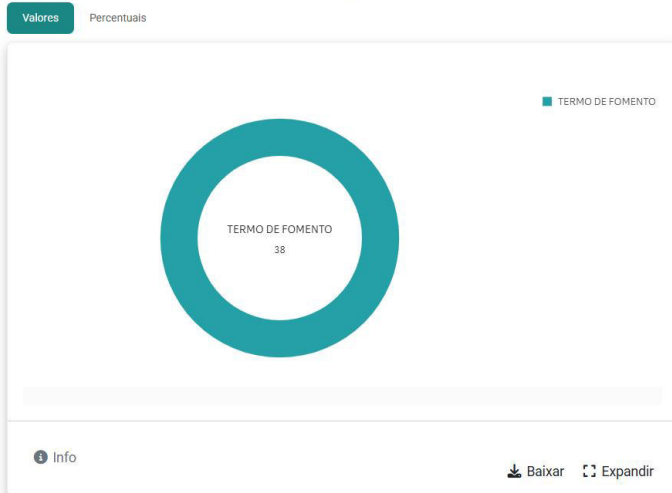 Valores Percentuais
TERMO DE FOMENTO
TERMO DE FOMENTO
38
Info
Baixar Expandir